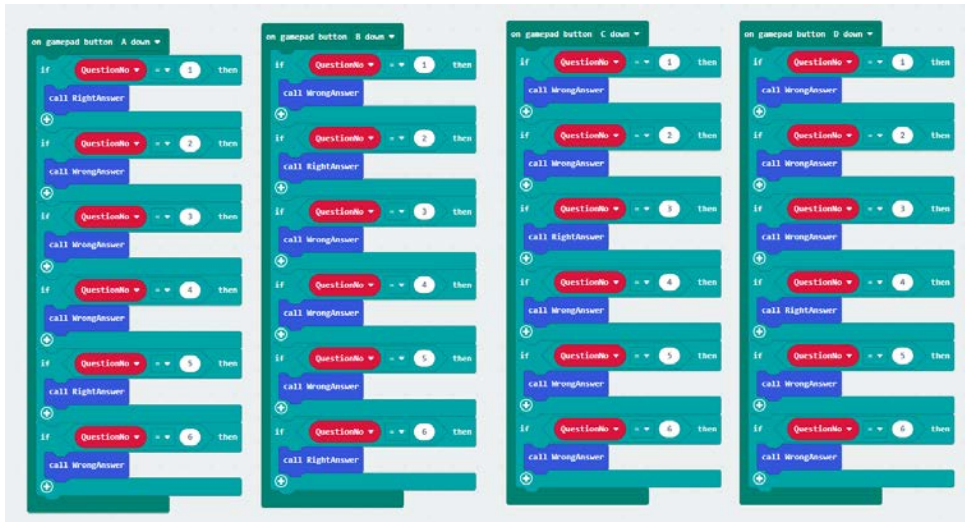 on gamepad button A down
if QuestionNo = 1 then
call RightAnswer
if QuestionNo = 2 then
call WrongAnswer
if QuestionNo = 3 then
call WrongAnswer
if QuestionNo = 4 then
call WrongAnswer
if QuestionNo = 5 then
call RightAnswer
if QuestionNo = 6 then
call WrongAnswer
on gamepad button B down
if QuestionNo = 1 then
call WrongAnswer
if QuestionNo = 2 then
call RightAnswer
if QuestionNo = 3 then
call WrongAnswer
if QuestionNo = 4 then
call WrongAnswer
if QuestionNo = 5 then
call WrongAnswer
if QuestionNo = 6 then
call RightAnswer
on gamepad button C down
if QuestionNo = 1 then
call WrongAnswer
if QuestionNo = 2 then
call WrongAnswer
if QuestionNo = 3 then
call RightAnswer
if QuestionNo = 4 then
call WrongAnswer
if QuestionNo = 5 then
call WrongAnswer
if QuestionNo = 6 then
call WrongAnswer
on gamepad button D down
if QuestionNo = 1 then
call WrongAnswer
if QuestionNo = 2 then
call WrongAnswer
if QuestionNo = 3 then
call WrongAnswer
if QuestionNo = 4 then
call RightAnswer
if QuestionNo = 5 then
call WrongAnswer
if QuestionNo = 6 then
call WrongAnswer